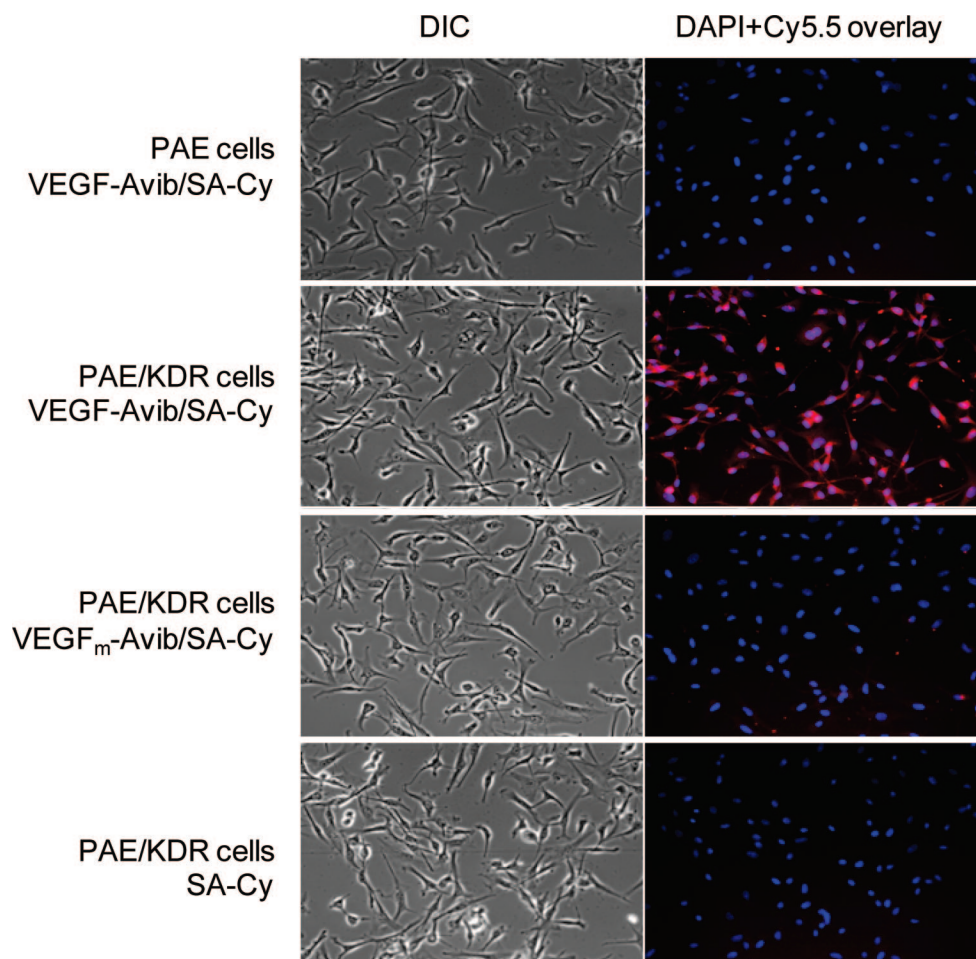 DIC
DAPI+Cy5.5 overlay
PAE cells
VEGF-Avib/SA-Cy
PAE/KDR cells
VEGF-Avib/SA-Cy
PAE/KDR cells
VEGFm-Avib/SA-Cy
PAE/KDR cells
SA-Cy